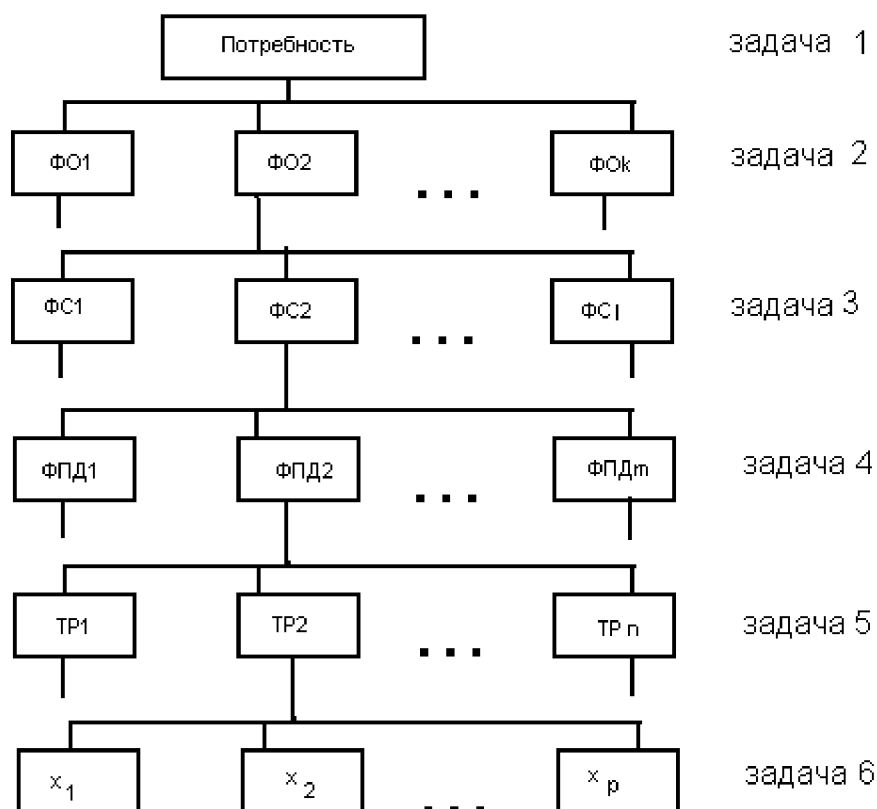 Потребность задача 1
ФО1 ФО2 ... ФОk задача 2
ФС1 ФС2 ... ФСl задача 3
ФПД1 ФПД2 ... ФПДm задача 4
ТР1 ТР2 ... ТР n задача 5
x 1 x 2 ... x p задача 6